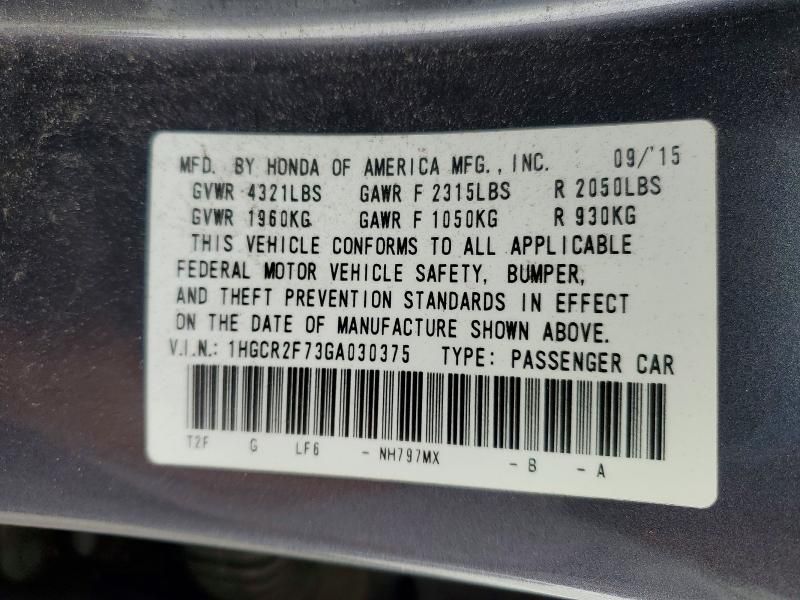 MFD. BY HONDA OF AMERICA MFG., INC. 09/'15
GVWR 4321LBS GAWR F 2315LBS R 2050LBS
GVWR 1960KG GAWR F 1050KG R 930KG
THIS VEHICLE CONFORMS TO ALL APPLICABLE
FEDERAL MOTOR VEHICLE SAFETY, BUMPER,
AND THEFT PREVENTION STANDARDS IN EFFECT
ON THE DATE OF MANUFACTURE SHOWN ABOVE.
V.I.N.: 1HGCR2F73GA030375 TYPE: PASSENGER CAR
T2F G LF6 - NH797MX - B - A